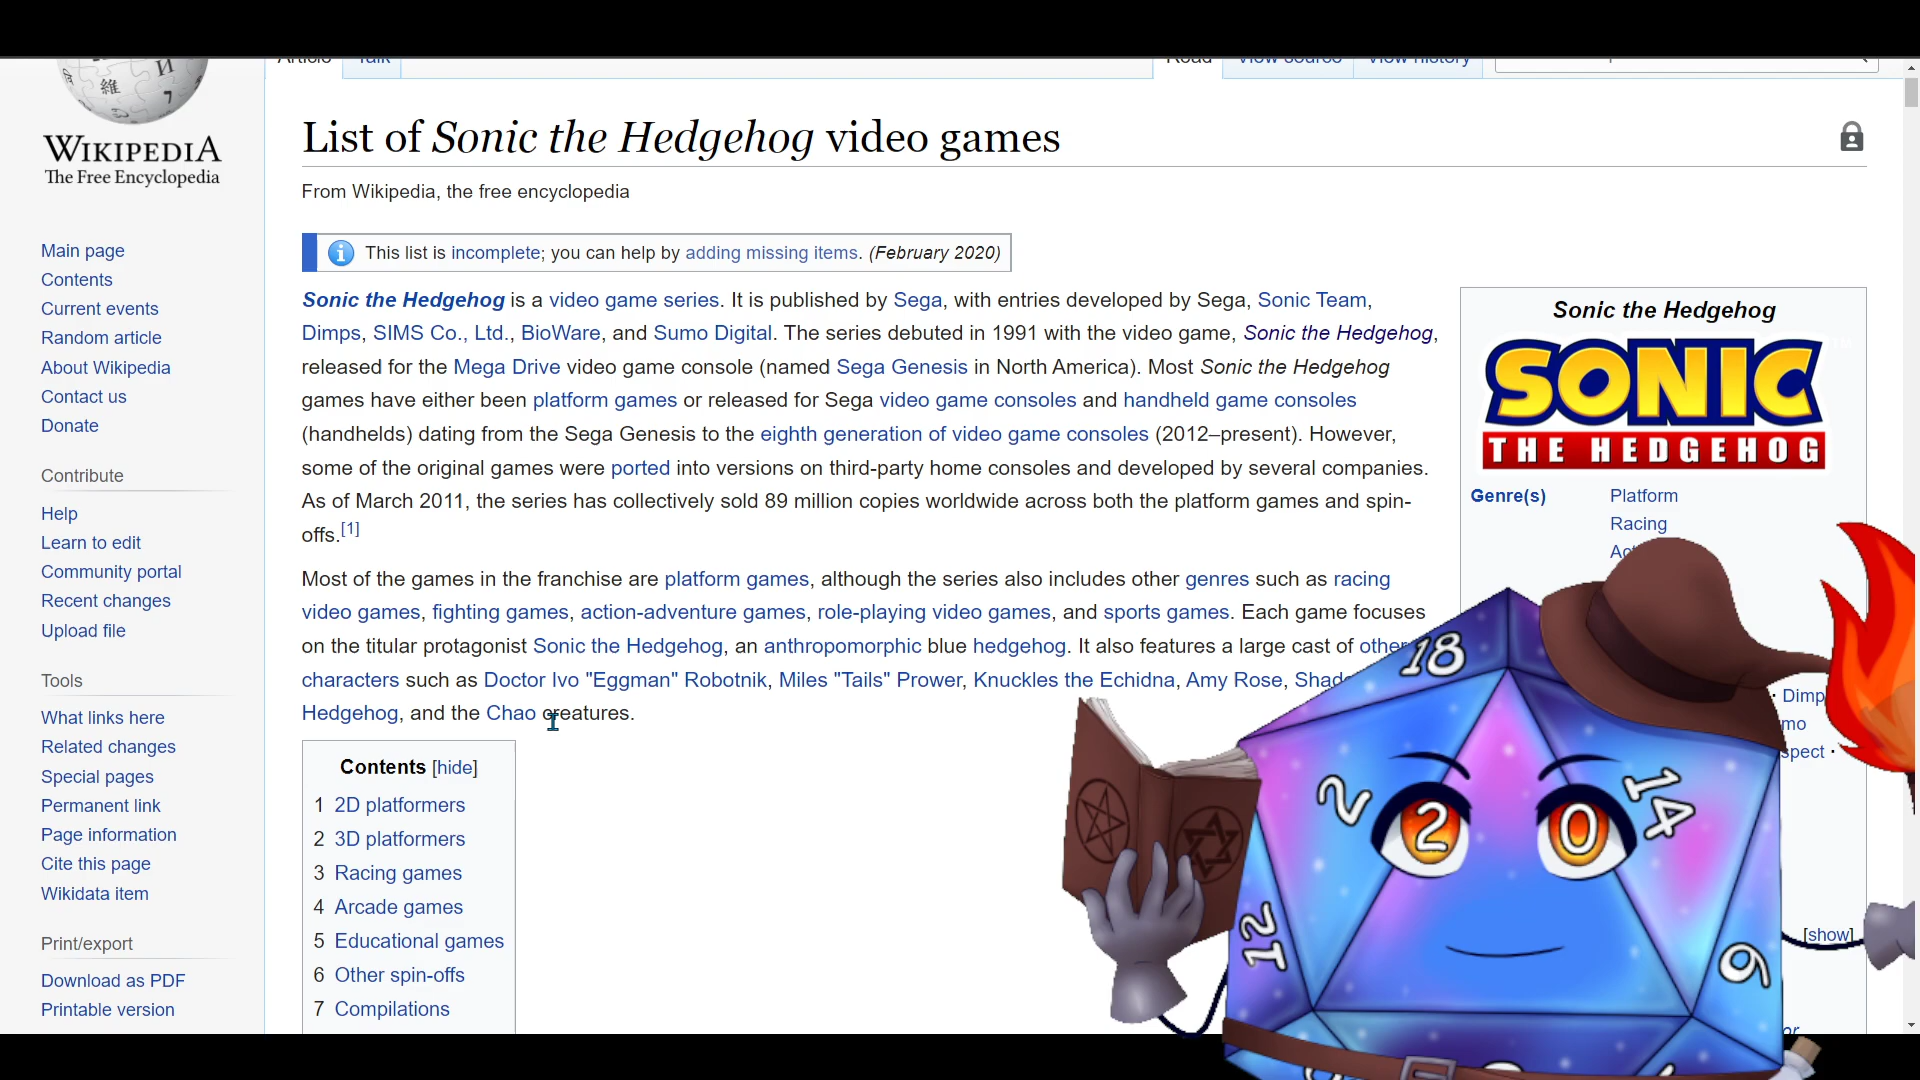 Article Talk Read View source View history
WIKIPEDIA
The Free Encyclopedia
Main page
Contents
Current events
Random article
About Wikipedia
Contact us
Donate
Contribute
Help
Learn to edit
Community portal
Recent changes
Upload file
Tools
What links here
Related changes
Special pages
Permanent link
Page information
Cite this page
Wikidata item
Print/export
Download as PDF
Printable version
List of Sonic the Hedgehog video games
From Wikipedia, the free encyclopedia
This list is incomplete; you can help by adding missing items. (February 2020)
Sonic the Hedgehog is a video game series. It is published by Sega, with entries developed by Sega, Sonic Team,
Dimps, SIMS Co., Ltd., BioWare, and Sumo Digital. The series debuted in 1991 with the video game, Sonic the Hedgehog,
released for the Mega Drive video game console (named Sega Genesis in North America). Most Sonic the Hedgehog
games have either been platform games or released for Sega video game consoles and handheld game consoles
(handhelds) dating from the Sega Genesis to the eighth generation of video game consoles (2012–present). However,
some of the original games were ported into versions on third-party home consoles and developed by several companies.
As of March 2011, the series has collectively sold 89 million copies worldwide across both the platform games and spin-
offs.[1]
Most of the games in the franchise are platform games, although the series also includes other genres such as racing
video games, fighting games, action-adventure games, role-playing video games, and sports games. Each game focuses
on the titular protagonist Sonic the Hedgehog, an anthropomorphic blue hedgehog. It also features a large cast of other
characters such as Doctor Ivo "Eggman" Robotnik, Miles "Tails" Prower, Knuckles the Echidna, Amy Rose, Shad
Hedgehog, and the Chao creatures.
Contents [hide]
1 2D platformers
2 3D platformers
3 Racing games
4 Arcade games
5 Educational games
6 Other spin-offs
7 Compilations
Sonic the Hedgehog
SONIC
THE HEDGEHOG
Genre(s) Platform
Racing
Ac
· Dimp
mo
spect ·
[show]
or
18
2
14
2 0
12
9